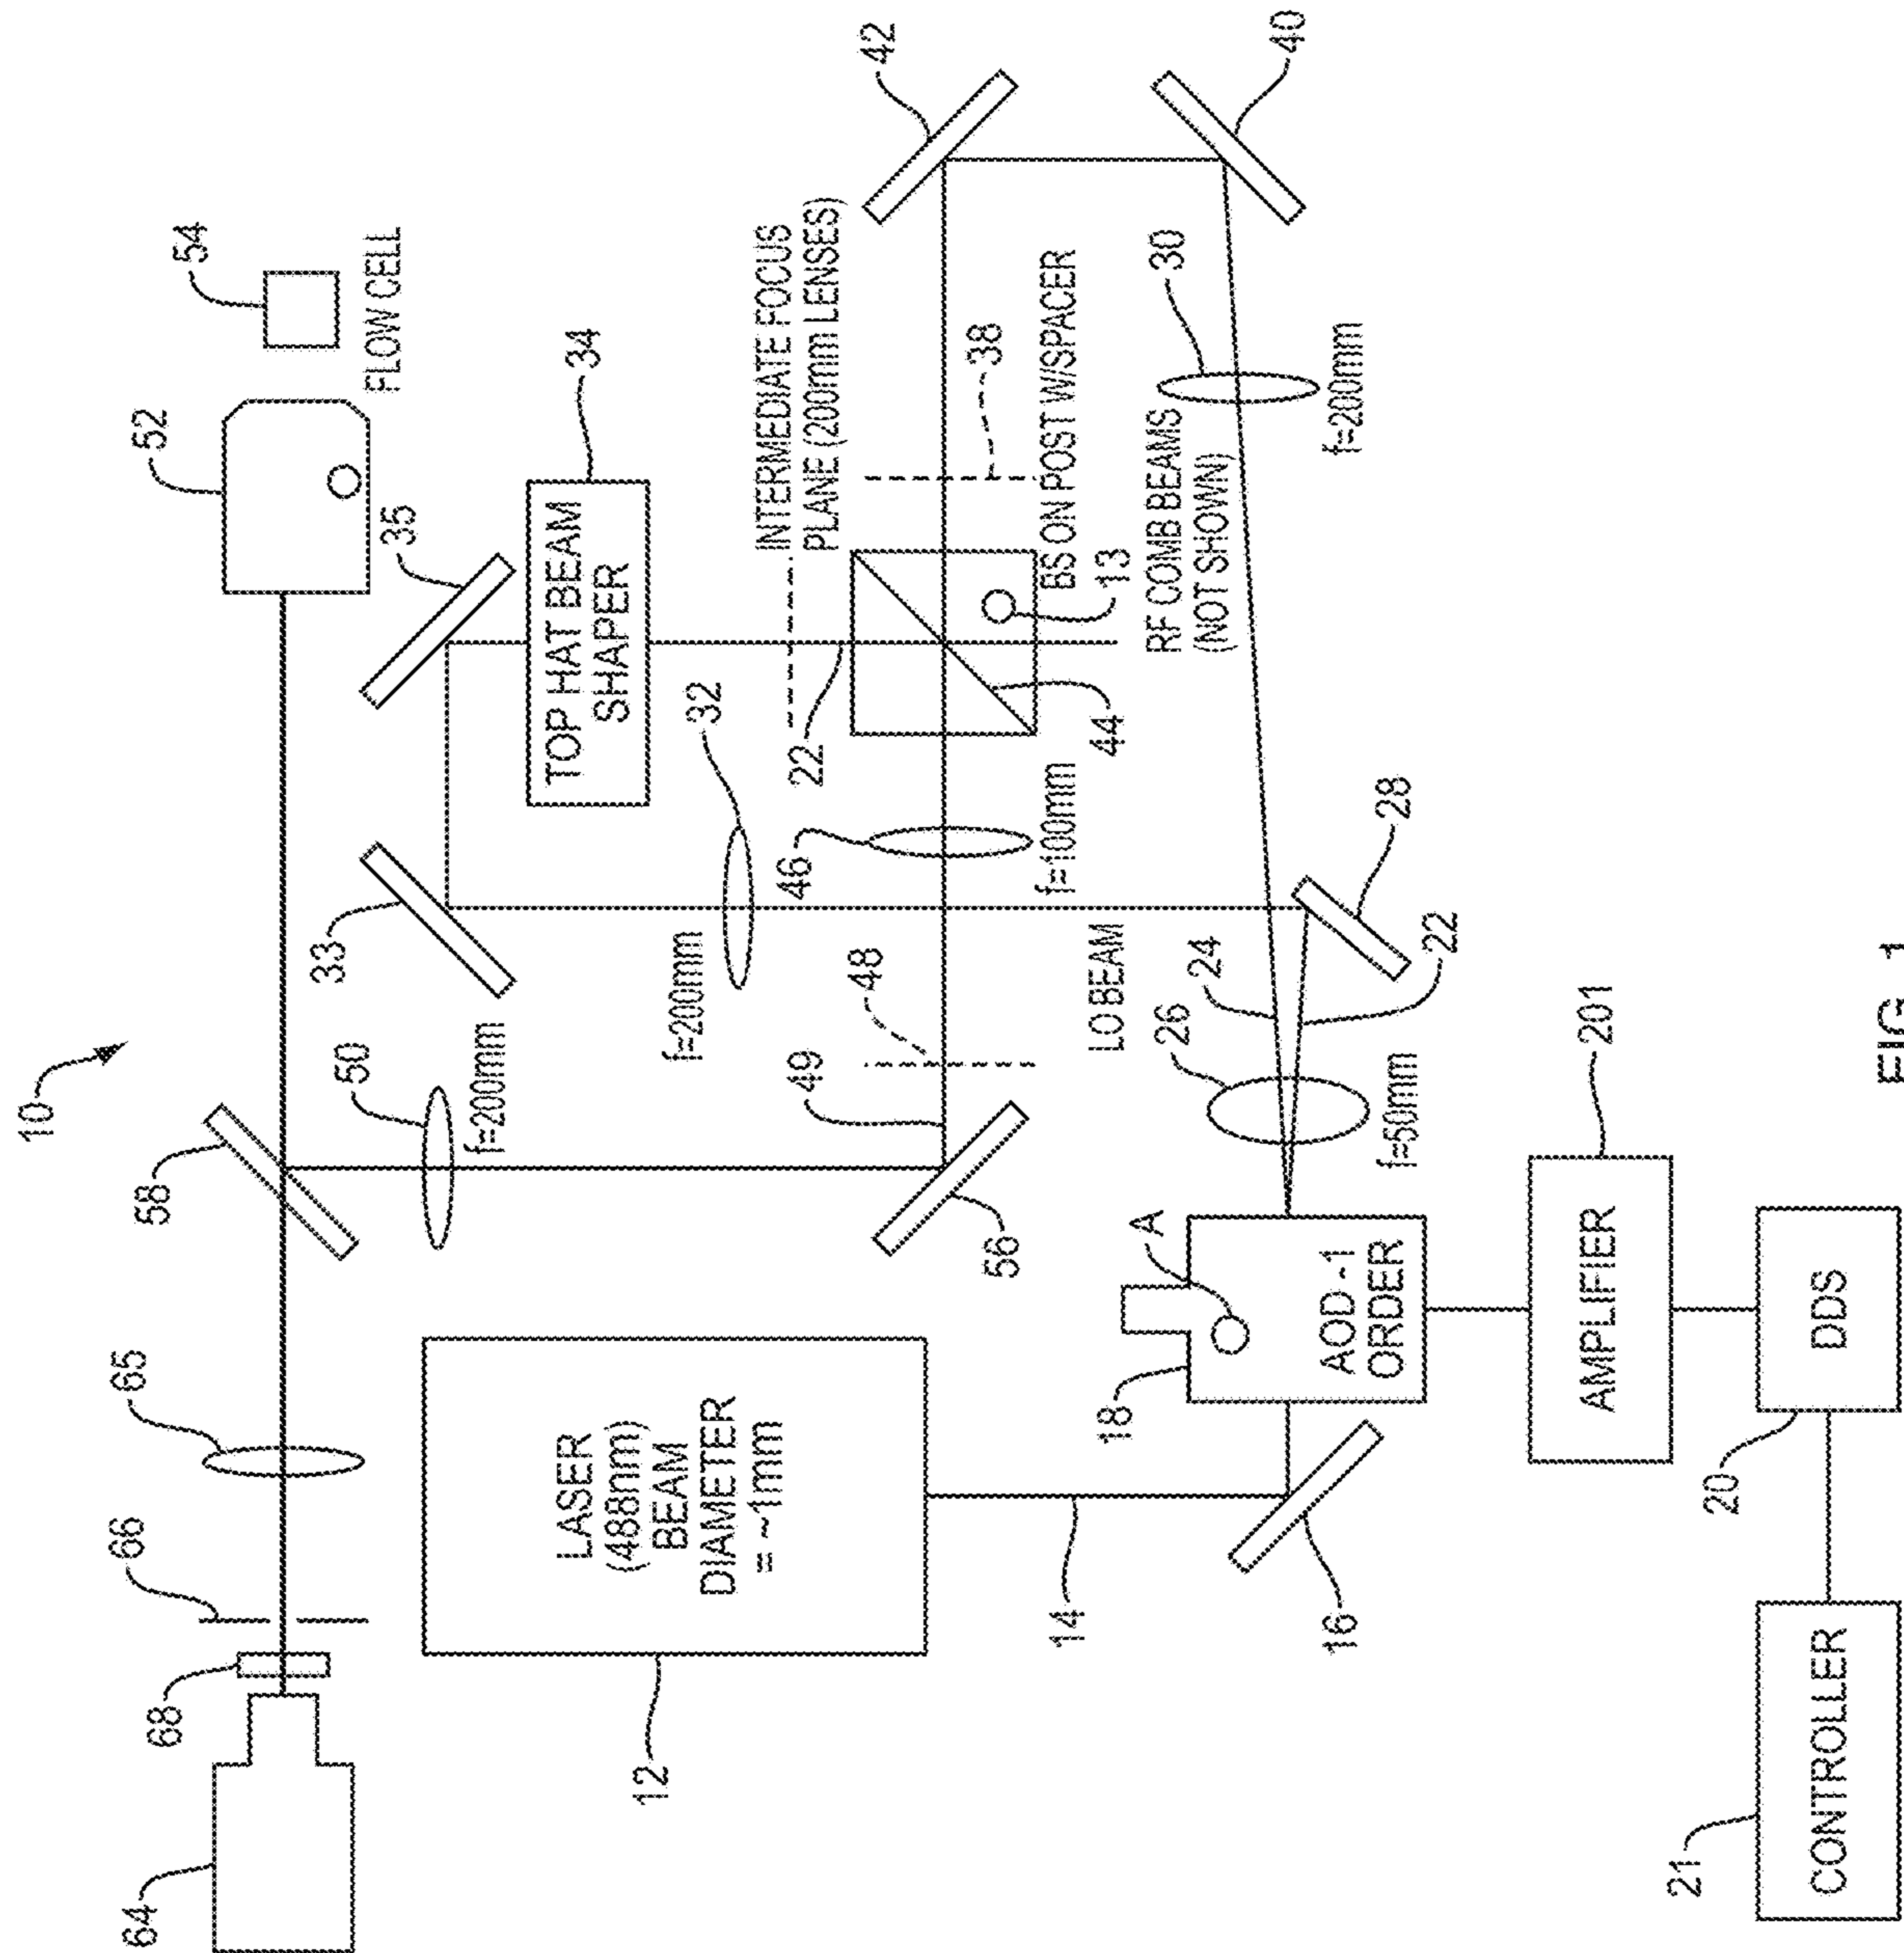 10
64
68
66
65
58
52
54
FLOW CELL
50
f=200mm
33
35
TOP HAT BEAM
SHAPER
34
32
f=200mm
INTERMEDIATE FOCUS
PLANE (200mm LENSES)
22
42
38
BS ON POST W/SPACER
13
44
46
f=100mm
48
49
56
LASER
(488nm)
BEAM
DIAMETER
= ~1mm
12
14
16
18
A
AOD -1
ORDER
LO BEAM
26
24
f=50mm
22
28
RF COMB BEAMS
(NOT SHOWN)
30
f=200mm
40
AMPLIFIER
201
DDS
20
CONTROLLER
21
FIG. 1